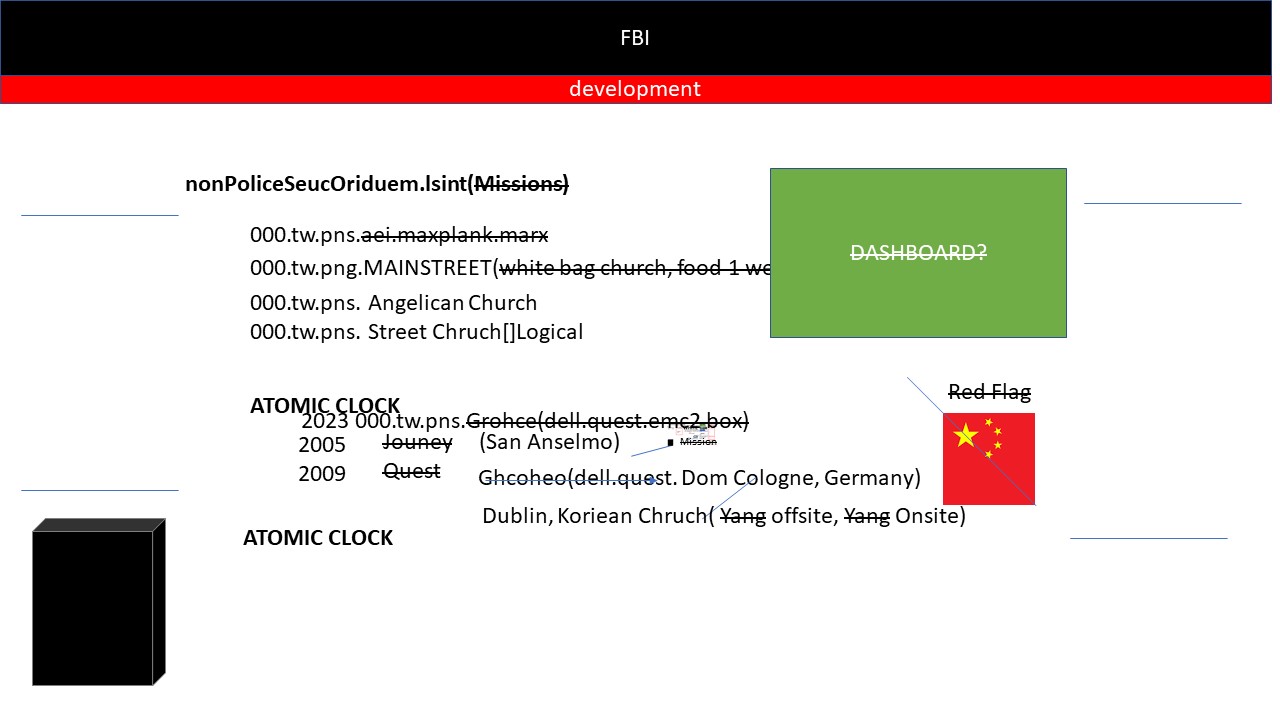 FBI
development
nonPoliceSeucOriduem.lsint(Missions)
000.tw.pns.aei.maxplank.marx
000.tw.png.MAINSTREET(white bag church, food 1 we
DASHBOARD?
000.tw.pns. Angelican Church
000.tw.pns. Street Chruch[]Logical
Red Flag
ATOMIC CLOCK
2023 000.tw.pns.Grohce(dell.quest.emc2.box)
2005 Jouney (San Anselmo)
Mission
2009 Quest Ghcoheo(dell.quest. Dom Cologne, Germany)
Dublin, Koriean Chruch( Yang offsite, Yang Onsite)
ATOMIC CLOCK